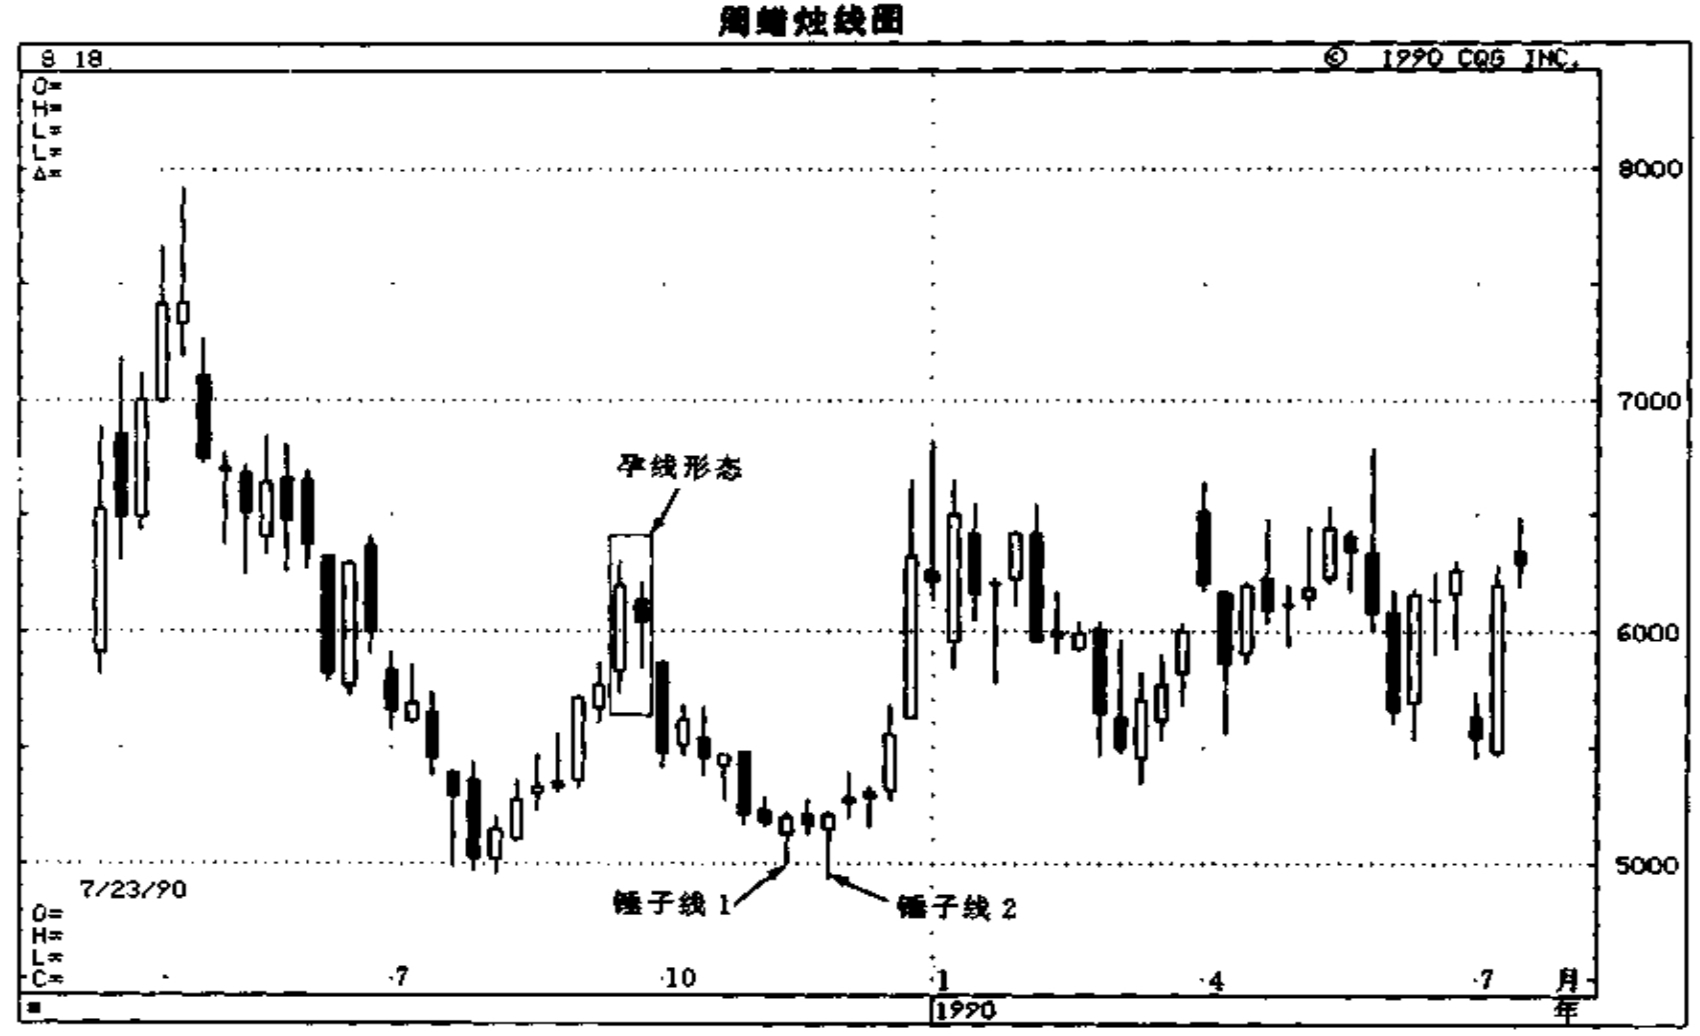 周蜡烛线图
S 18
© 1990 CQG INC.
O=
H=
L=
L=
Δ=
8000
7000
孕线形态
6000
5000
7/23/90
锤子线1
锤子线2
O=
H=
L=
C=
7 10 1 4 7 月
1990 年